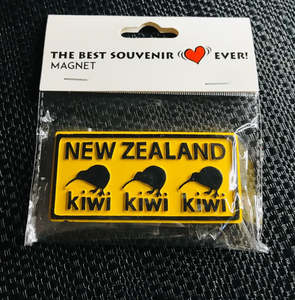 THE BEST SOUVENIR EVER!
MAGNET
NEW ZEALAND
kiwi kiwi kiwi